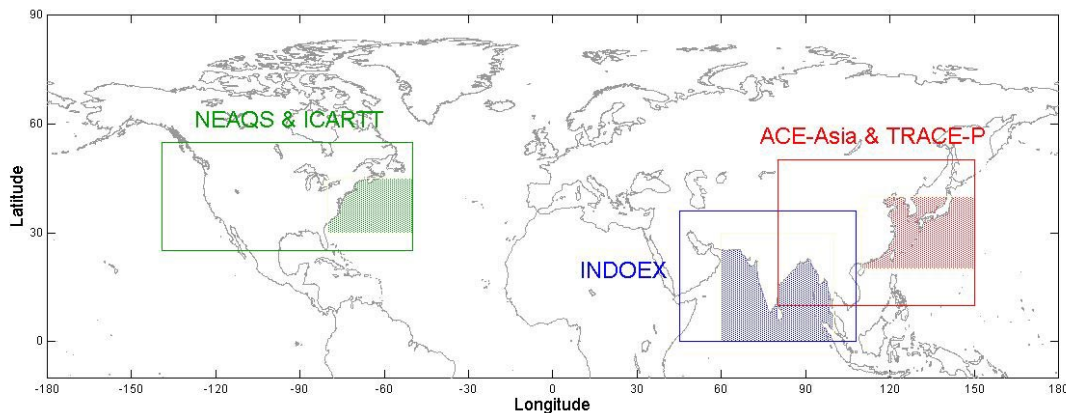 90
60
30
0
Latitude
NEAQS & ICARTT
ACE-Asia & TRACE-P
INDOEX
-180 -150 -120 -90 -60 -30 0 30 60 90 120 150 180
Longitude